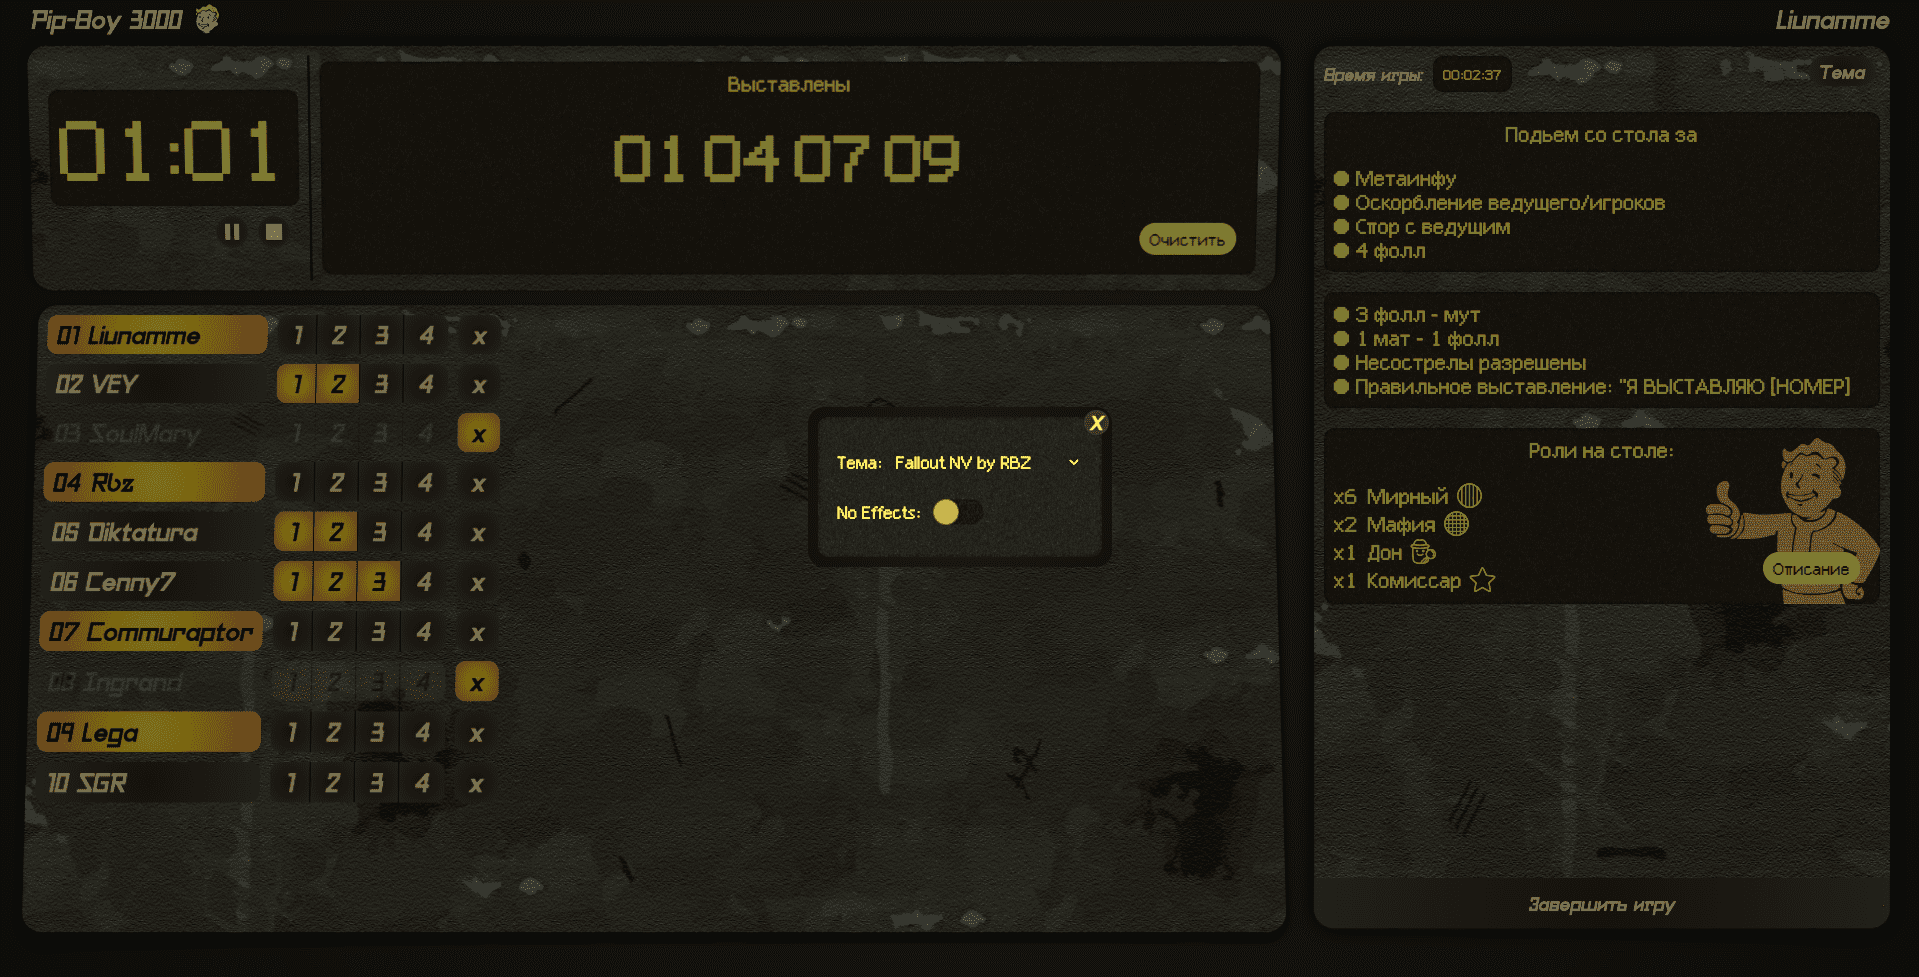 Pip-Boy 3000
Liunamme
01:01
Выставлены
01 04 07 09
Очистить
Время игры: 00:02:37
Тема
Подьем со стола за
Метаинфу
Оскорбление ведущего/игроков
Спор с ведущим
4 фолл
3 фолл - мут
1 мат - 1 фолл
Несострелы разрешены
Правильное выставление: "Я ВЫСТАВЛЯЮ [НОМЕР]
Роли на столе:
x6 Мирный
x2 Мафия
x1 Дон
x1 Комиссар
Описание
Завершить игру
01 Liunamme 1 2 3 4 x
02 VEY 1 2 3 4 x
03 SoulMary 1 2 3 4 x
04 Rbz 1 2 3 4 x
05 Diktatura 1 2 3 4 x
06 Cenny7 1 2 3 4 x
07 Commuraptor 1 2 3 4 x
08 Ingrand 1 2 3 4 x
09 Lega 1 2 3 4 x
10 SGR 1 2 3 4 x
X
Тема: Fallout NV by RBZ
No Effects: